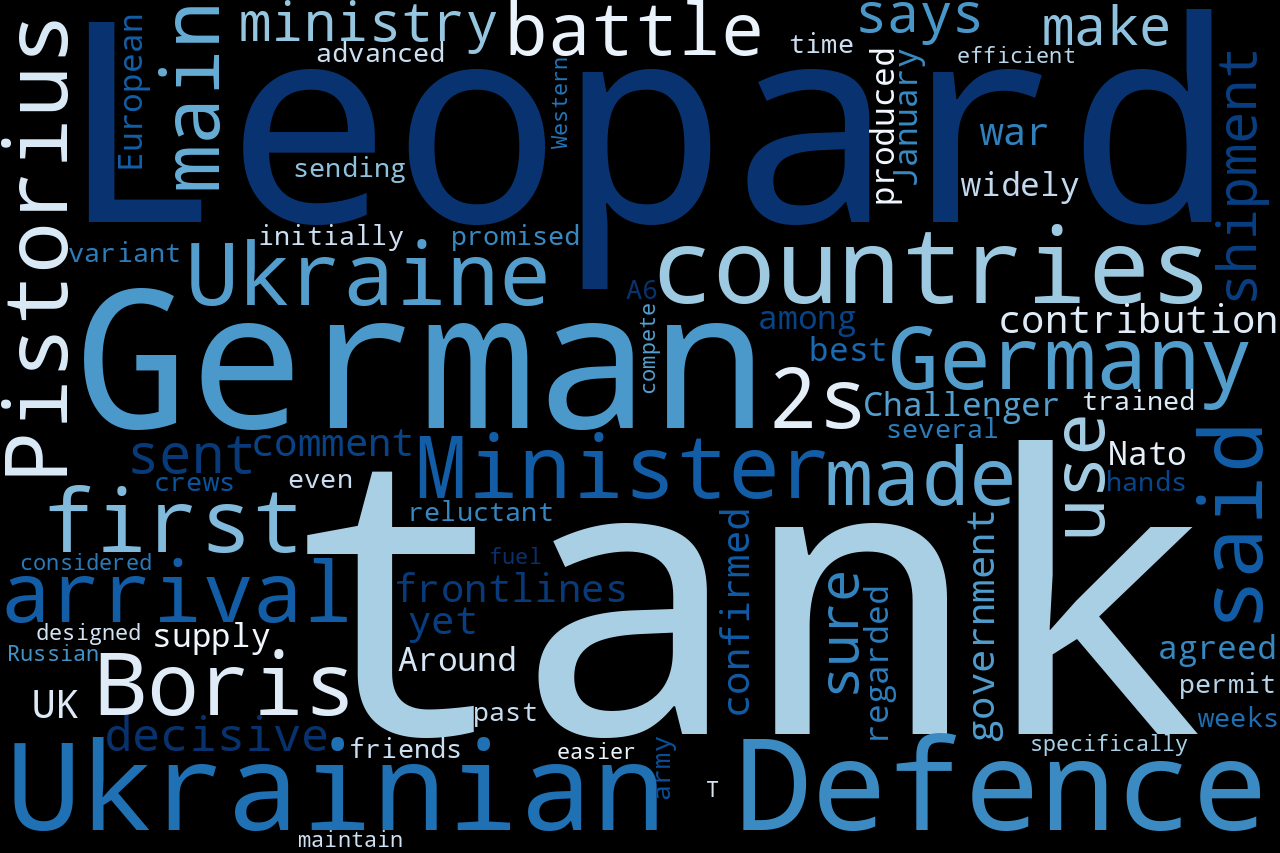 ministry
battle
says
make
main
advanced
time
efficient
European
Western
produced
January
Leopard
Pistorius
sending
war
widely
shipment
variant
initially
promised
Ukraine
countries
A6
among
contribution
German
compete
best
Germany
2s
Challenger
trained
several
sent
comment
Minister
made
use
Nato
said
crews
even
hands
first
reluctant
tank
considered
fuel
arrival
frontlines
yet
confirmed
sure
regarded
government
designed
supply
Russian
Around
agreed
Boris
permit
UK
past
weeks
decisive
friends
easier
army
specifically
Ukrainian
T
Defence
maintain